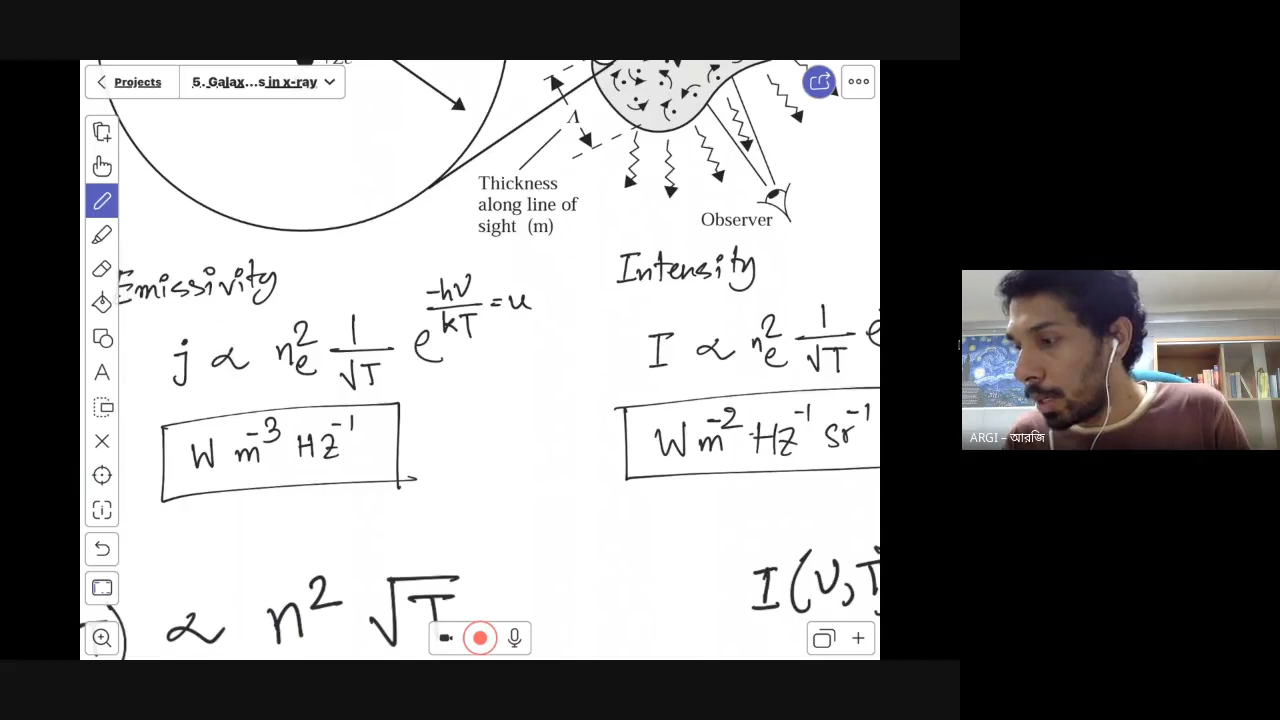 +Ze
Projects
5. Galax...s in x-ray
Λ
Thickness
along line of
sight (m)
Observer
Emissivity
j ∝ n_e^2 1/√T e^(-hν/kT = u)
W m^-3 Hz^-1
Intensity
I ∝ n_e^2 1/√T e
W m^-2 Hz^-1 sr^-1
∝ n^2 √T
I(ν, T
A
ARGI – আরজি